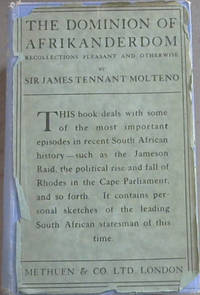 THE DOMINION OF
AFRIKANDERDOM
RECOLLECTIONS PLEASANT AND OTHERWISE
BY
SIR JAMES TENNANT MOLTENO
THIS book deals with some
of the most important
episodes in recent South African
history—such as the Jameson
Raid, the political rise and fall of
Rhodes in the Cape Parliament,
and so forth. It contains per-
sonal sketches of the leading
South African statesman of this
time.
METHUEN & CO. LTD. LONDON